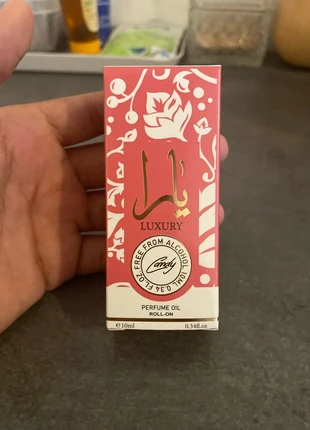 يارا
LUXURY
FREE FROM ALCOHOL 10ML 0.34 FL.OZ
Candy
PERFUME OIL
ROLL-ON
℮ 10ml 0.34fl.oz